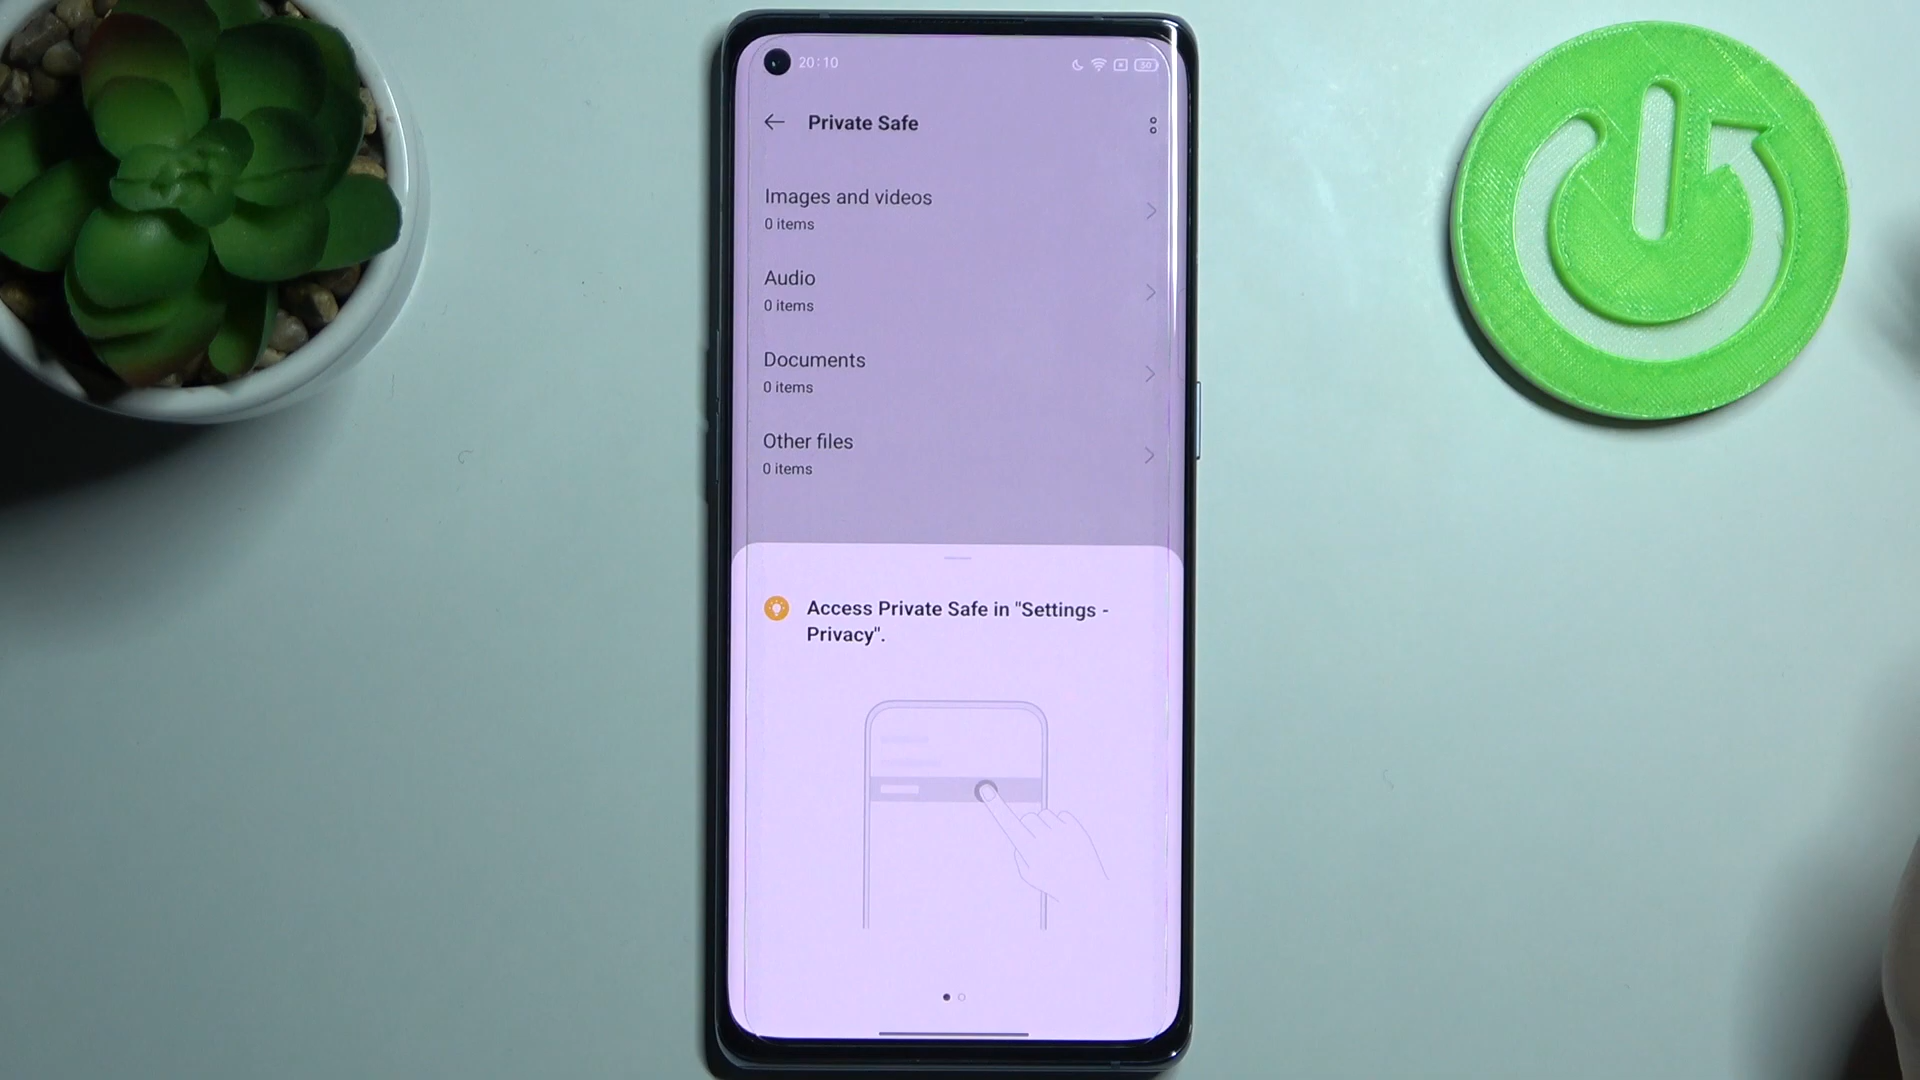 20:10
30
Private Safe
Images and videos
0 items
Audio
0 items
Documents
0 items
Other files
0 items
Access Private Safe in "Settings -
Privacy".